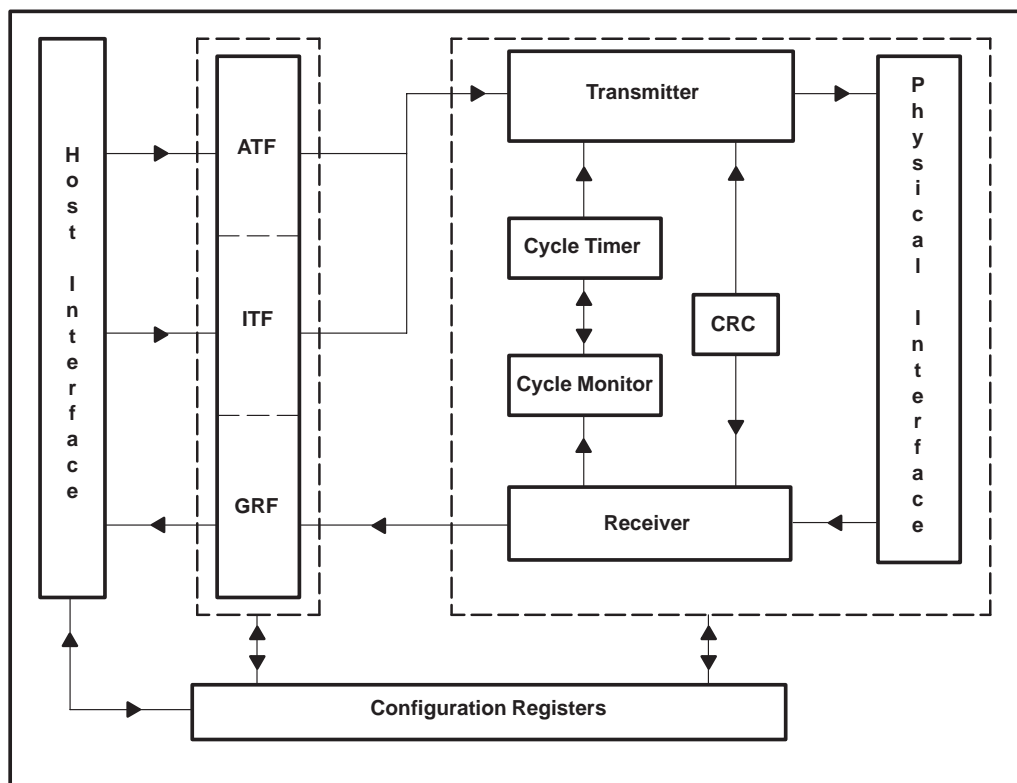 Host Interface
ATF
ITF
GRF
Transmitter
Cycle Timer
CRC
Cycle Monitor
Receiver
Physical Interface
Configuration Registers